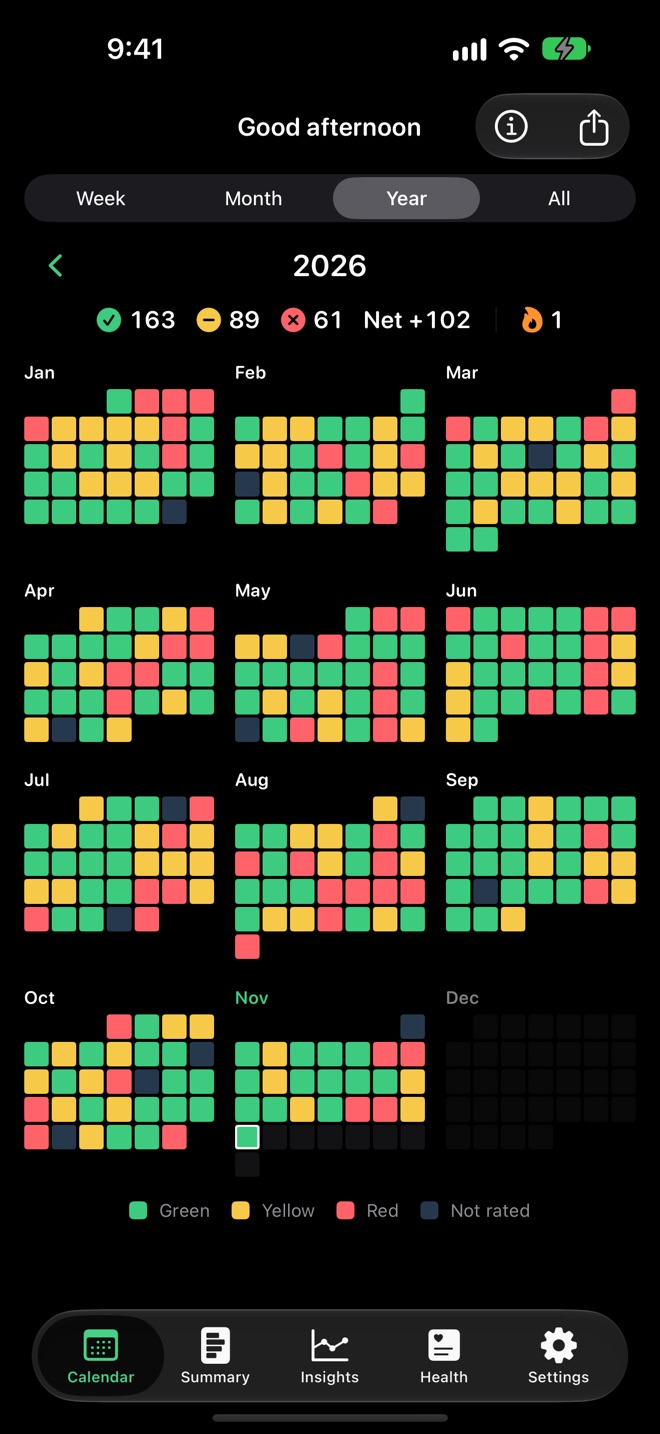 9:41
Good afternoon
Week Month Year All
2026
163 89 61 Net +102 1
Jan Feb Mar
Apr May Jun
Jul Aug Sep
Oct Nov Dec
Green Yellow Red Not rated
Calendar Summary Insights Health Settings